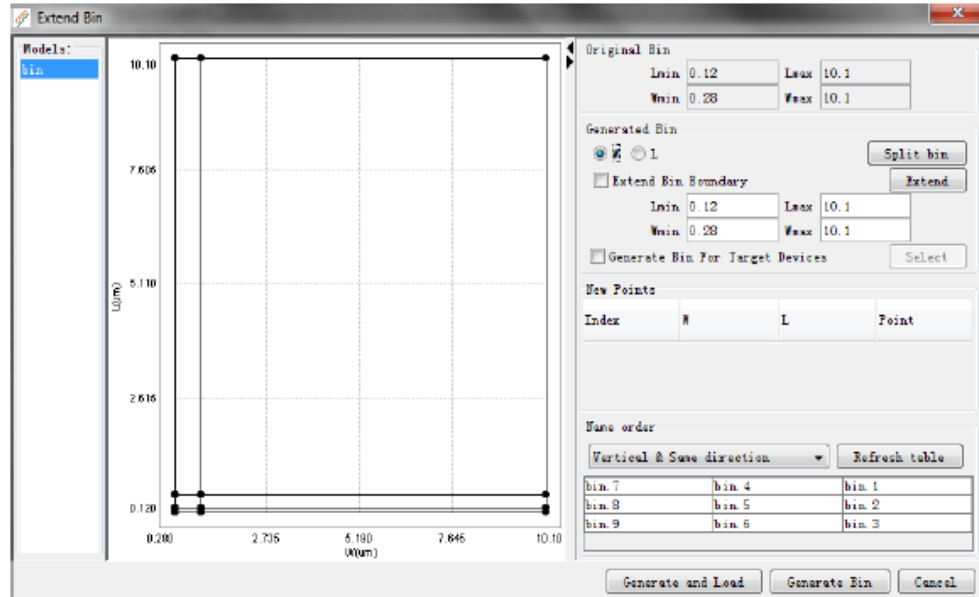 Extend Bin
Models:
bin
10.10
7.605
5.110
2.615
0.120
L(um)
0.280
2.735
5.190
7.645
10.10
W(um)
Original Bin
Lmin 0.12 Lmax 10.1
Wmin 0.28 Wmax 10.1
Generated Bin
W L Split bin
Extend Bin Boundary Extend
Lmin 0.12 Lmax 10.1
Wmin 0.28 Wmax 10.1
Generate Bin For Target Devices Select
New Points
Index W L Point
Name order
Vertical & Same direction Refresh table
bin.7 bin.4 bin.1
bin.8 bin.5 bin.2
bin.9 bin.6 bin.3
Generate and Load Generate Bin Cancel